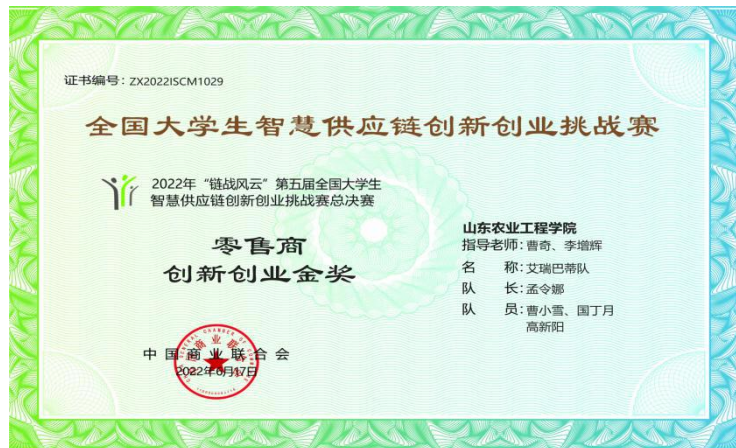 证书编号: ZX2022ISCM1029
全国大学生智慧供应链创新创业挑战赛
2022年“链战风云”第五届全国大学生
智慧供应链创新创业挑战赛总决赛
零售商
创新创业金奖
山东农业工程学院
指导老师: 曹奇、李增辉
名 称: 艾瑞巴蒂队
队 长: 孟令娜
队 员: 曹小雪、国丁月
高新阳
中国商业联合会
2022年6月17日